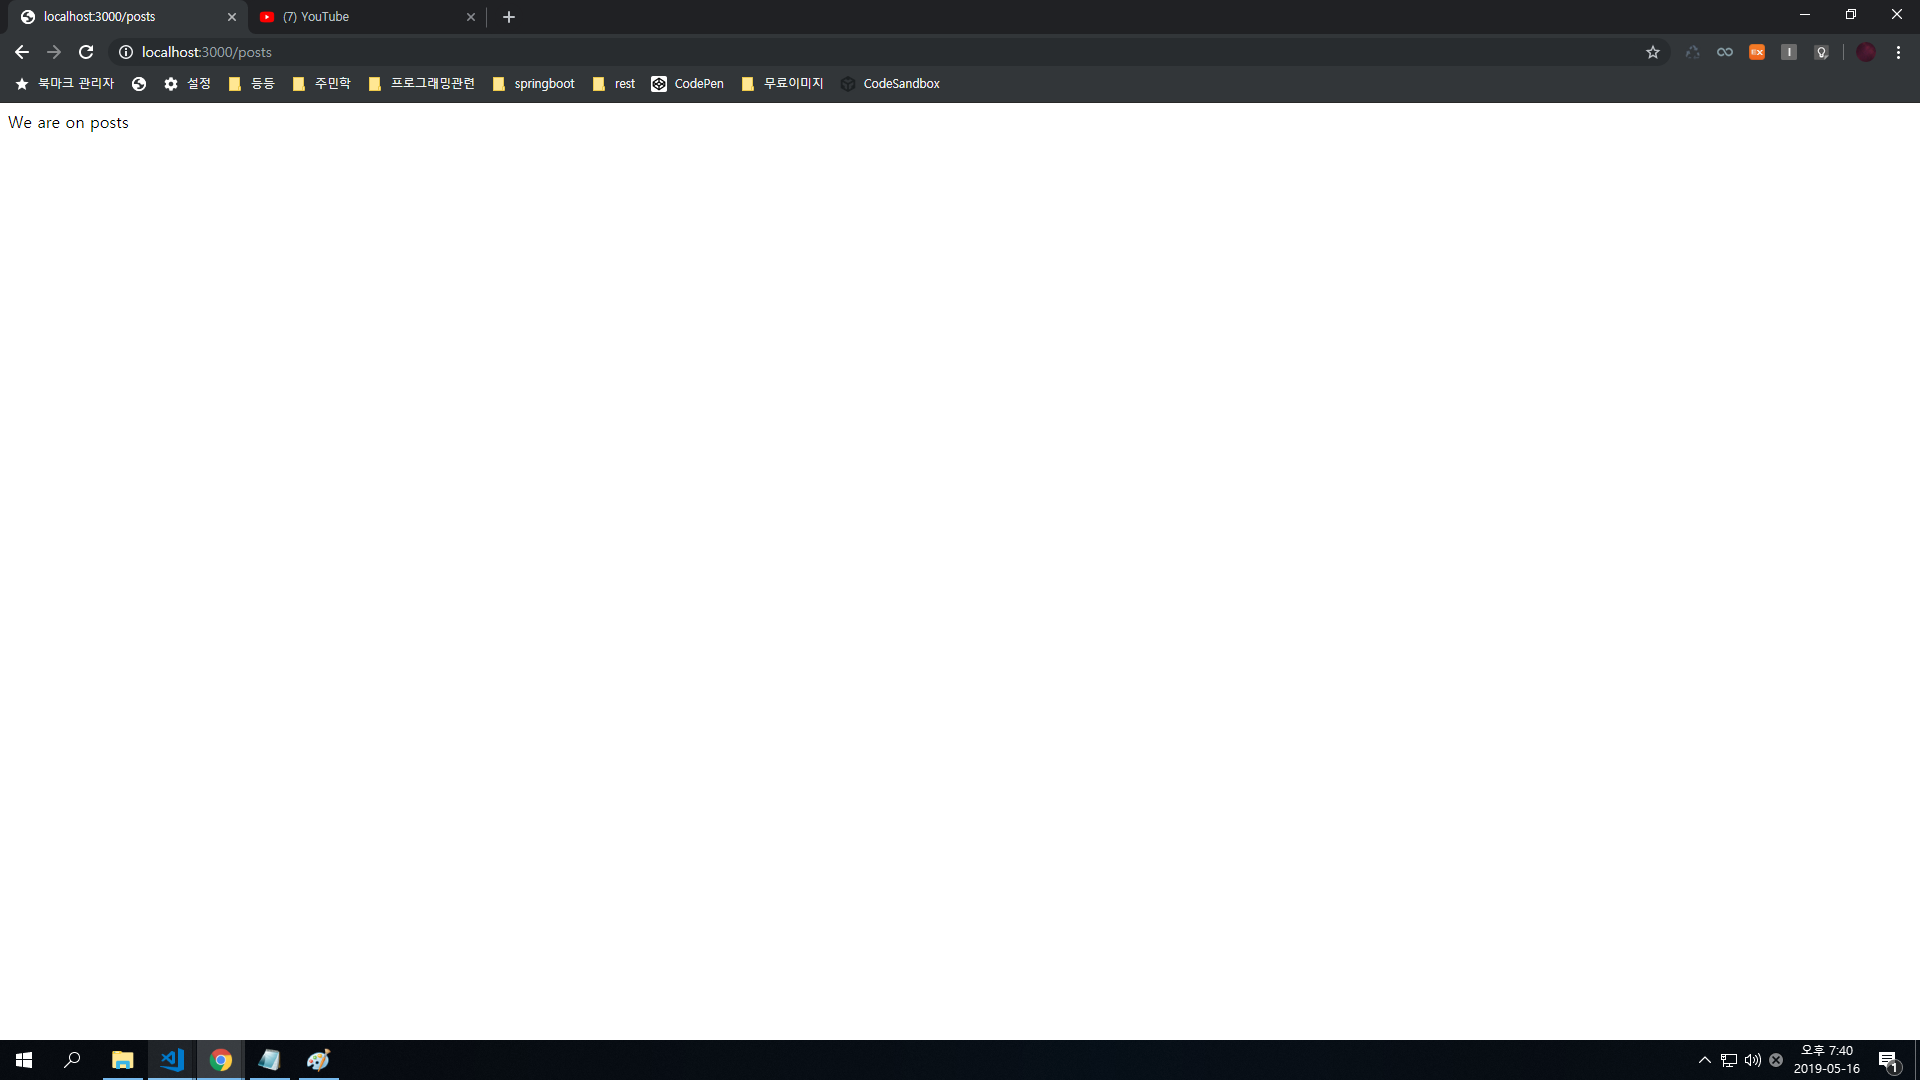 localhost:3000/posts
(7) YouTube
localhost:3000/posts
북마크 관리자 설정 등등 주민학 프로그래밍관련 springboot rest CodePen 무료이미지 CodeSandbox
We are on posts
오후 7:40
2019-05-16
1